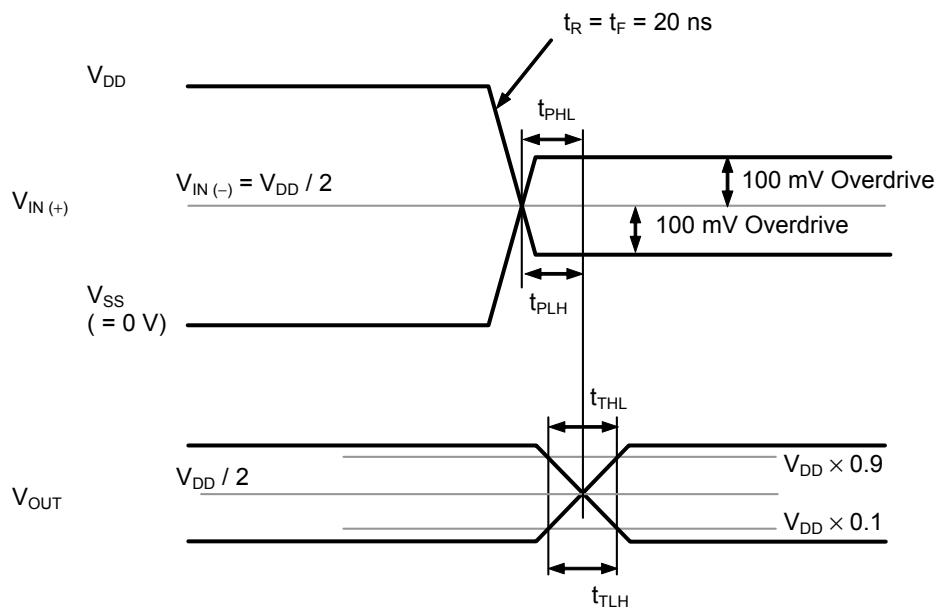 tR = tF = 20 ns
VDD
tPHL
VIN (–) = VDD / 2
100 mV Overdrive
VIN (+)
100 mV Overdrive
VSS
( = 0 V)
tPLH
tTHL
VDD × 0.9
VDD / 2
VOUT
VDD × 0.1
tTLH